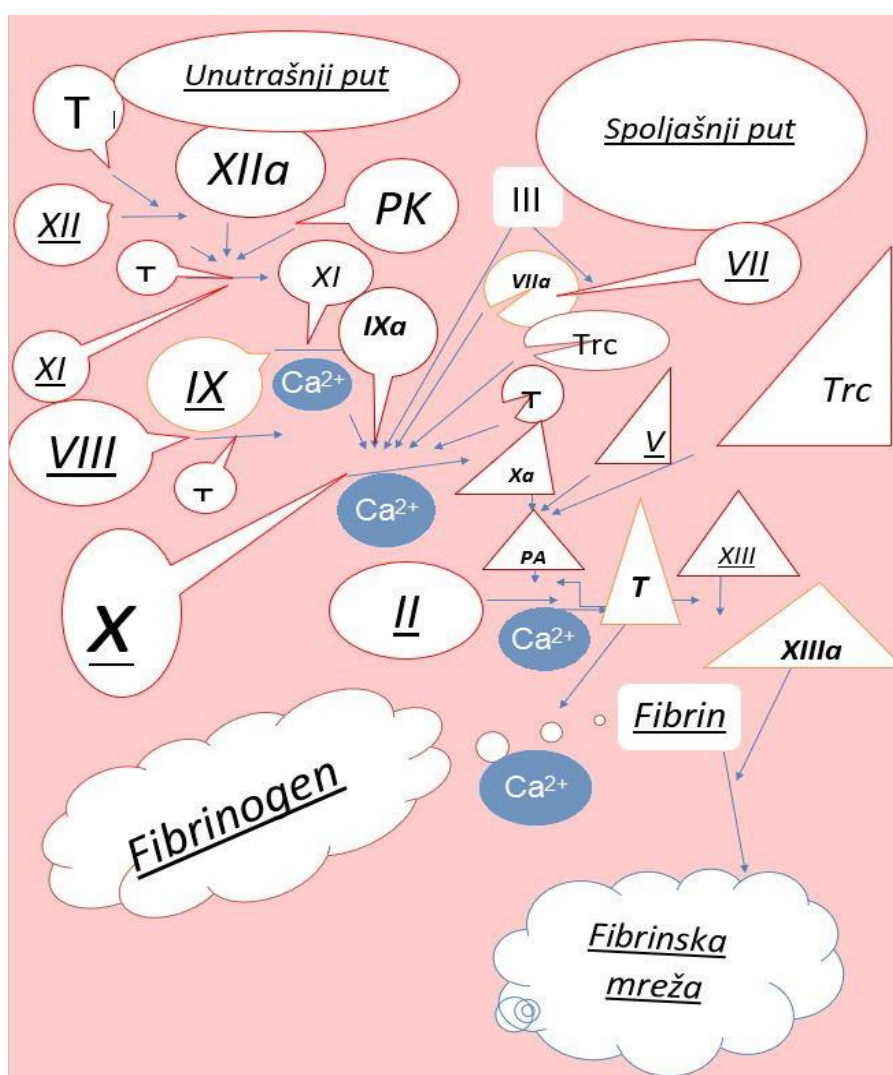 Unutrašnji put
Spoljašnji put
T
XIIa
PK
III
XII
VII
T
XI
VIIa
IXa
Trc
XI
IX
Ca²⁺
T
Trc
VIII
V
T
Xa
Ca²⁺
PA
T
XIII
X
II
Ca²⁺
XIIIa
Fibrin
Fibrinogen
Ca²⁺
Fibrinska
mreža